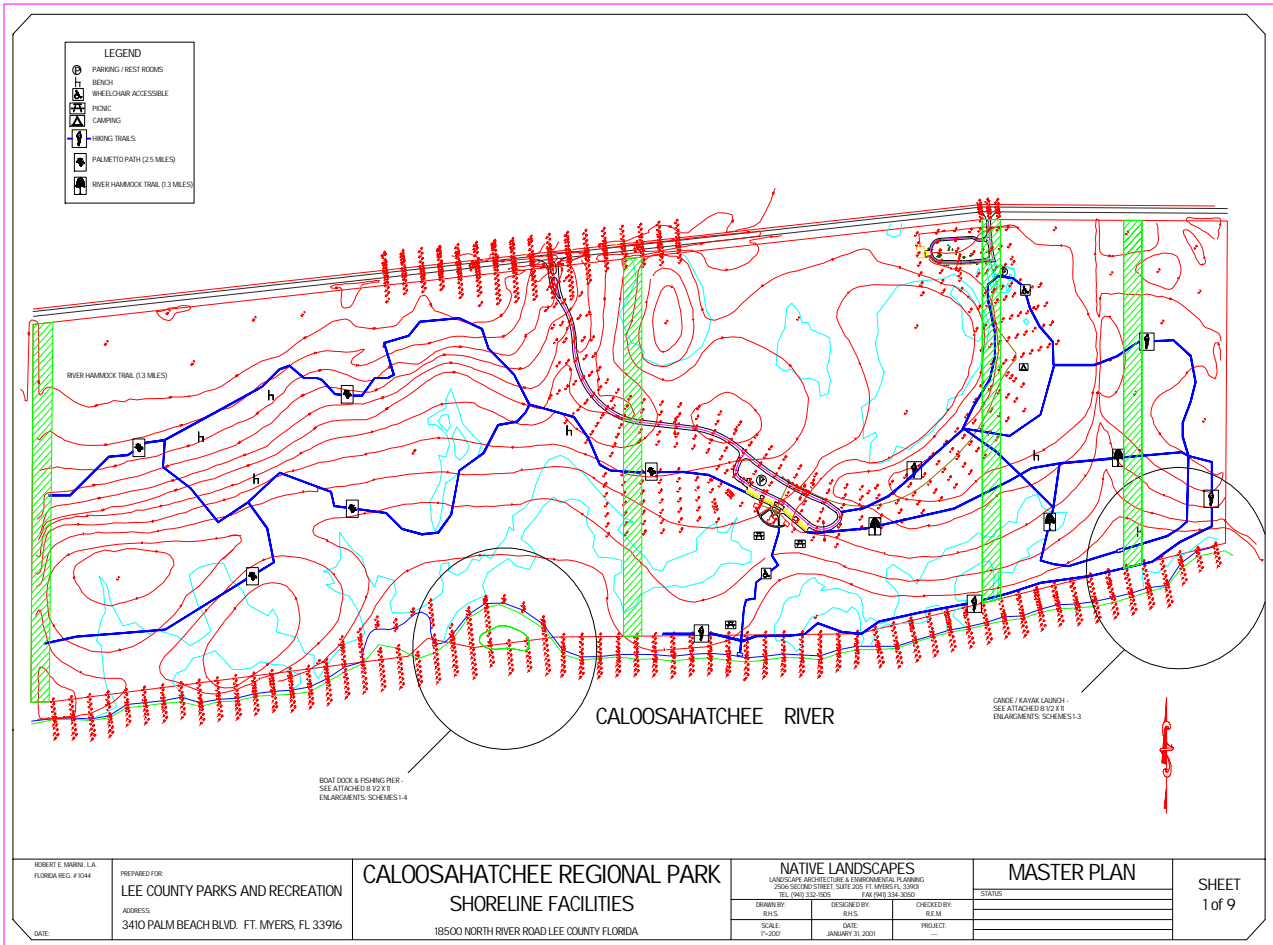 LEGEND
PARKING / REST ROOMS
BENCH
WHEELCHAIR ACCESSIBLE
PICNIC
CAMPING
HIKING TRAILS:
PALMETTO PATH (2.5 MILES)
RIVER HAMMOCK TRAIL (1.3 MILES)
RIVER HAMMOCK TRAIL (1.3 MILES)
CALOOSAHATCHEE RIVER
CANOE / KAYAK LAUNCH -
SEE ATTACHED 8 1/2 X 11
ENLARGMENTS: SCHEMES 1-3
BOAT DOCK & FISHING PIER -
SEE ATTACHED 8 1/2 X 11
ENLARGMENTS: SCHEMES 1-4
ROBERT E. MARINI, L.A.
FLORIDA REG. # 1044
DATE:
PREPARED FOR:
LEE COUNTY PARKS AND RECREATION
ADDRESS:
3410 PALM BEACH BLVD. FT. MYERS, FL 33916
CALOOSAHATCHEE REGIONAL PARK
SHORELINE FACILITIES
18500 NORTH RIVER ROAD LEE COUNTY FLORIDA
NATIVE LANDSCAPES
LANDSCAPE ARCHITECTURE & ENVIRONMENTAL PLANNING
2506 SECOND STREET, SUITE 205 FT. MYERS FL. 33901
TEL (941) 332-1505 FAX (941) 334-3050
DRAWN BY:
R.H.S.
DESIGNED BY:
R.H.S.
CHECKED BY:
R.E.M.
SCALE:
1"=200'
DATE:
JANUARY 31, 2001
PROJECT:
---
MASTER PLAN
STATUS
SHEET
1 of 9